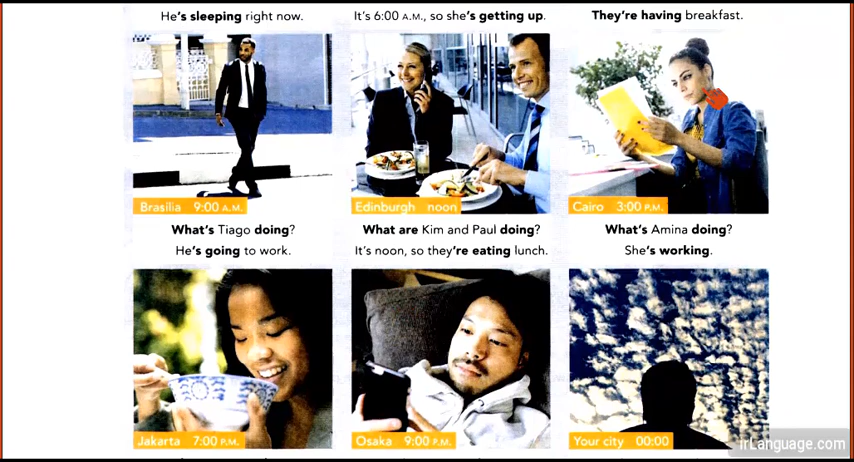 He's sleeping right now.
It's 6:00 A.M., so she's getting up.
They're having breakfast.
Brasília 9:00 A.M.
Edinburgh noon
Cairo 3:00 P.M.
What's Tiago doing?
What are Kim and Paul doing?
What's Amina doing?
He's going to work.
It's noon, so they're eating lunch.
She's working.
Jakarta 7:00 P.M.
Osaka 9:00 P.M.
Your city 00:00
irLanguage.com